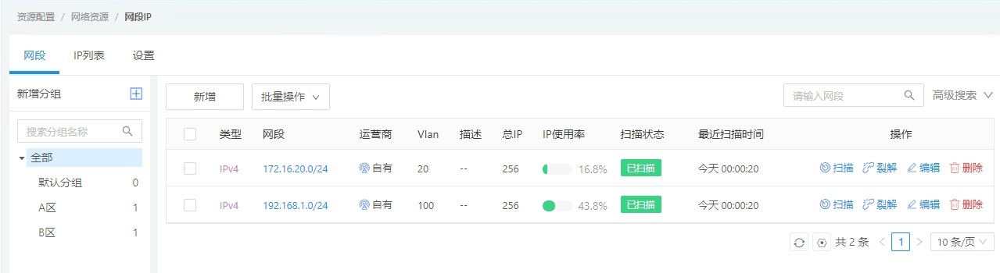 资源配置 / 网络资源 / 网段IP
网段 IP列表 设置
新增分组
搜索分组名称
全部
默认分组 0
A区 1
B区 1
新增 批量操作 请输入网段 高级搜索
类型 网段 运营商 Vlan 描述 总IP IP使用率 扫描状态 最近扫描时间 操作
IPv4 172.16.20.0/24 自有 20 -- 256 16.8% 已扫描 今天 00:00:20 扫描 裂解 编辑 删除
IPv4 192.168.1.0/24 自有 100 -- 256 43.8% 已扫描 今天 00:00:20 扫描 裂解 编辑 删除
共 2 条 < 1 > 10 条/页